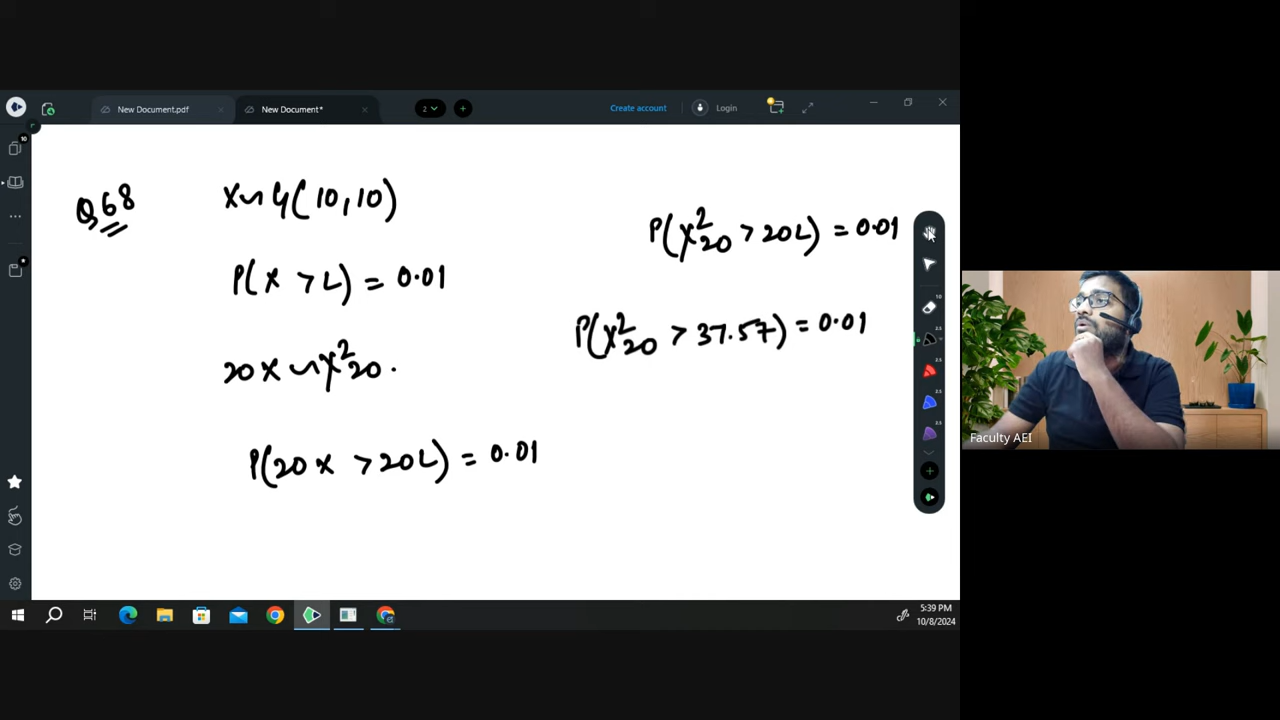 New Document.pdf
New Document*
2
Create account
Login
Q68
X~G(10,10)
P(X > L) = 0.01
20X ~ χ²20.
P(20X > 20L) = 0.01
P(χ²20 > 20L) = 0.01
P(χ²20 > 37.57) = 0.01
Faculty AEI
5:39 PM
10/8/2024